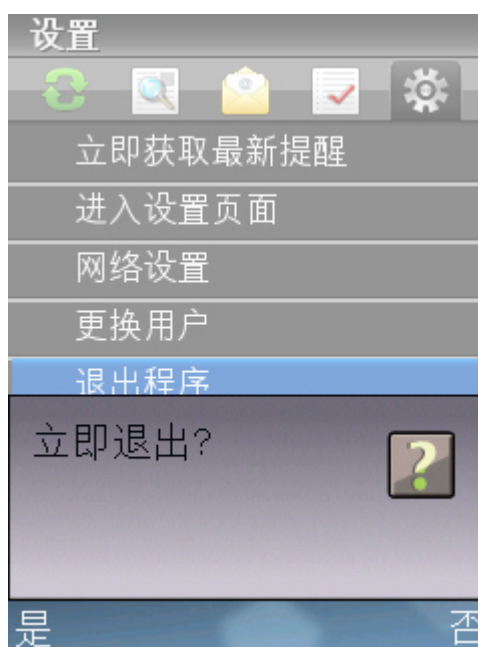 设置
立即获取最新提醒
进入设置页面
网络设置
更换用户
退出程序
立即退出?
是 否